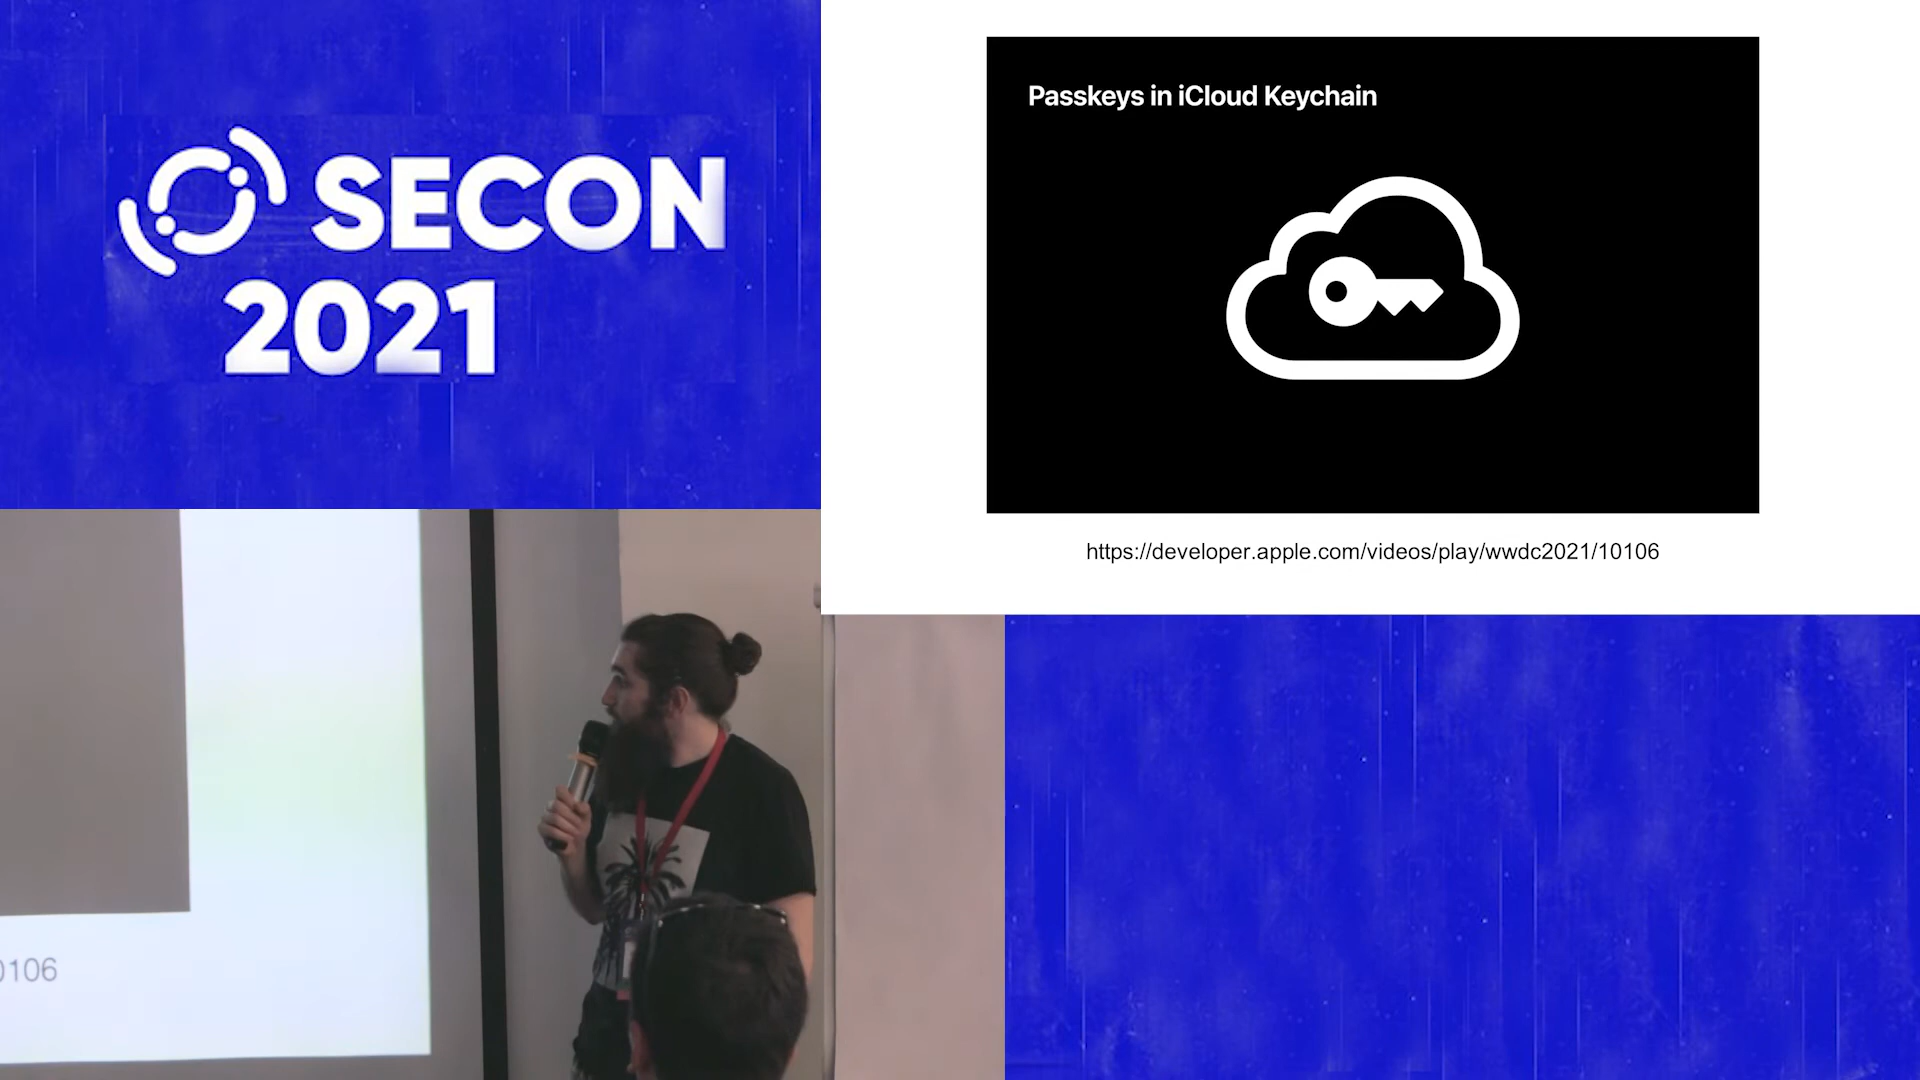 SECON
2021
Passkeys in iCloud Keychain
https://developer.apple.com/videos/play/wwdc2021/10106
0106